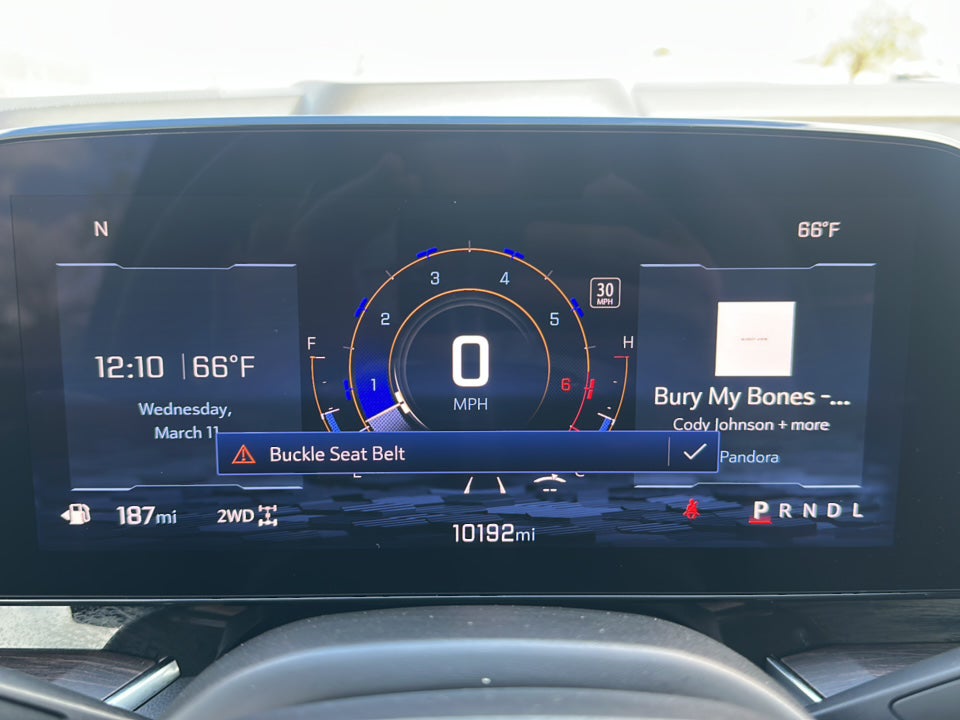 N
66°F
3
4
30
MPH
2
5
F
H
12:10
66°F
0
1
6
MPH
Bury My Bones -...
Wednesday,
March 11
Cody Johnson + more
Buckle Seat Belt
Pandora
187mi
2WD
P R N D L
10192mi